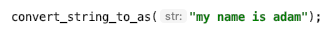 convert_string_to_as( str: "my name is adam");